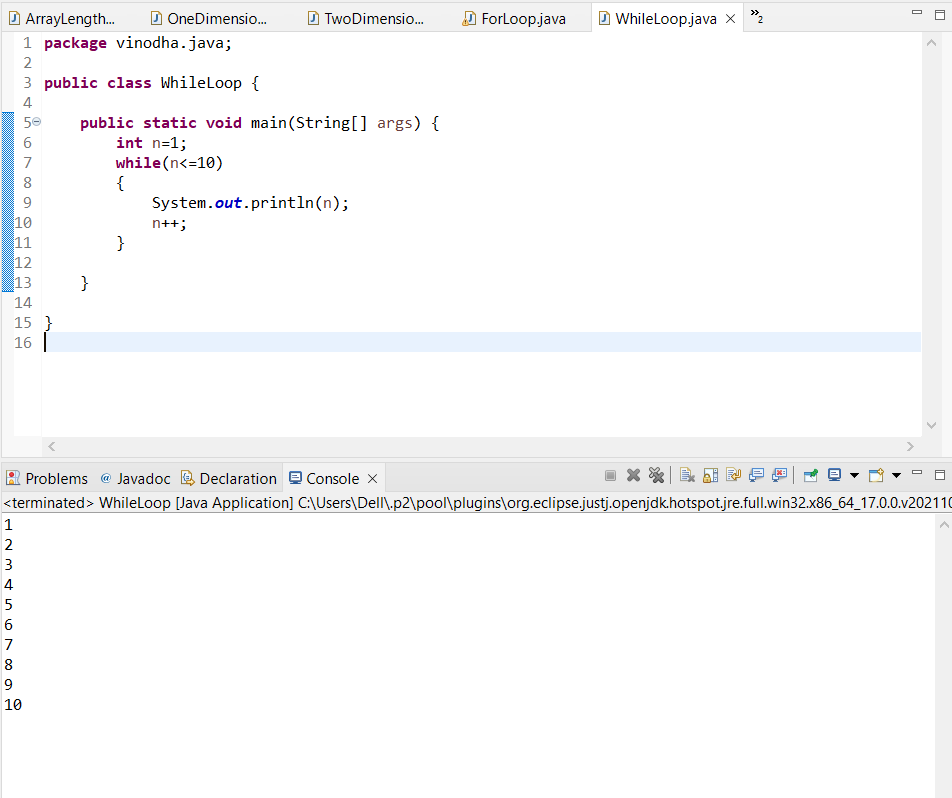 ArrayLength... OneDimensio... TwoDimensio... ForLoop.java WhileLoop.java »2
1 package vinodha.java;
2
3 public class WhileLoop {
4
5 public static void main(String[] args) {
6 int n=1;
7 while(n<=10)
8 {
9 System.out.println(n);
10 n++;
11 }
12
13 }
14
15 }
16
Problems @ Javadoc Declaration Console
<terminated> WhileLoop [Java Application] C:\Users\Dell\.p2\pool\plugins\org.eclipse.justj.openjdk.hotspot.jre.full.win32.x86_64_17.0.0.v202110
1
2
3
4
5
6
7
8
9
10